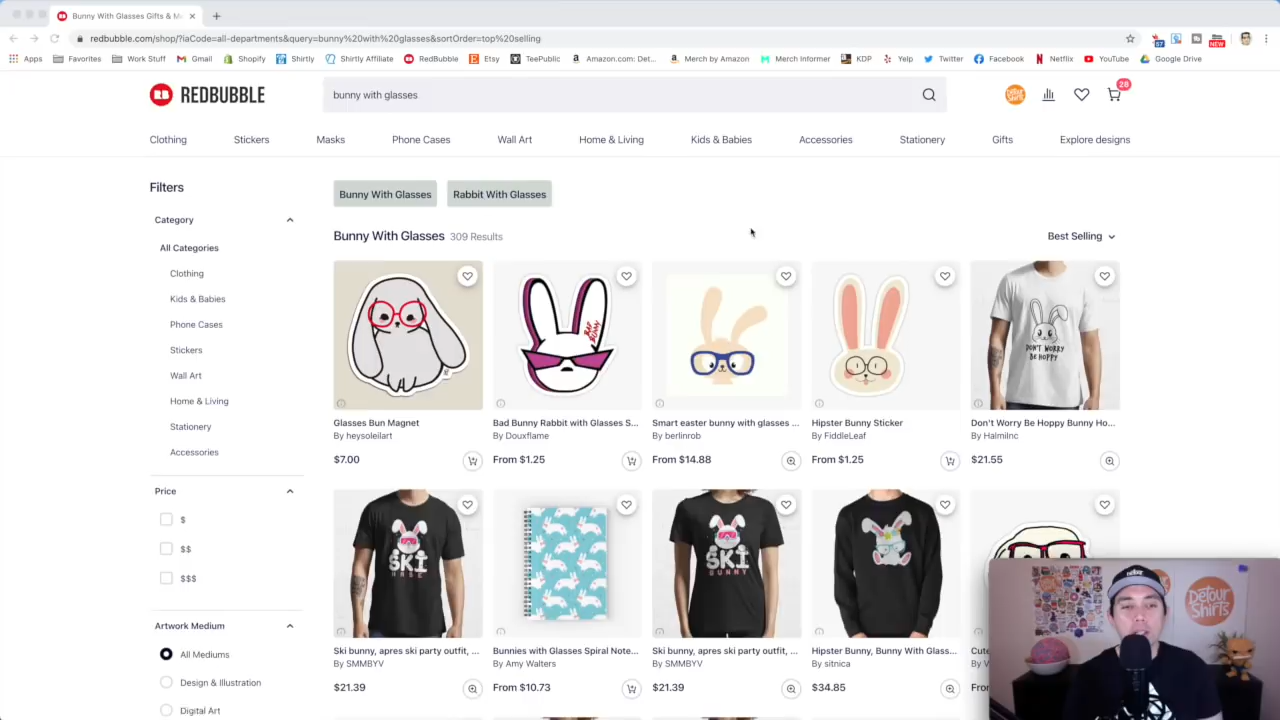 Bunny With Glasses Gifts & M
redbubble.com/shop/?iaCode=all-departments&query=bunny%20with%20glasses&sortOrder=top%20selling
Apps Favorites Work Stuff Gmail Shopify Shirtly Shirtly Affiliate RedBubble Etsy TeePublic Amazon.com: Det... Merch by Amazon Merch Informer KDP Yelp Twitter Facebook Netflix YouTube Google Drive
67
NEW
RB REDBUBBLE
bunny with glasses
28
Clothing Stickers Masks Phone Cases Wall Art Home & Living Kids & Babies Accessories Stationery Gifts Explore designs
Filters
Bunny With Glasses Rabbit With Glasses
Category
Bunny With Glasses 309 Results
Best Selling
All Categories
Clothing
Kids & Babies
Phone Cases
Stickers
Wall Art
Home & Living
Stationery
Accessories
Price
$
$$
$$$
Artwork Medium
All Mediums
Design & Illustration
Digital Art
BAD BUNNY
DON'T WORRY
BE HOPPY
Glasses Bun Magnet
By heysoleilart
$7.00
Bad Bunny Rabbit with Glasses S...
By Douxflame
From $1.25
Smart easter bunny with glasses ...
By berlinrob
From $14.88
Hipster Bunny Sticker
By FiddleLeaf
From $1.25
Don't Worry Be Hoppy Bunny Ho...
By HalmiInc
$21.55
SKI
BABE
SKI
BUNNY
Ski bunny, apres ski party outfit, ...
By SMMBYV
$21.39
Bunnies with Glasses Spiral Note...
By Amy Walters
From $10.73
Ski bunny, apres ski party outfit, ...
By SMMBYV
$21.39
Hipster Bunny, Bunny With Glass...
By sitnica
$34.85
Cute
By V
From
DETOUR
SHIRTS